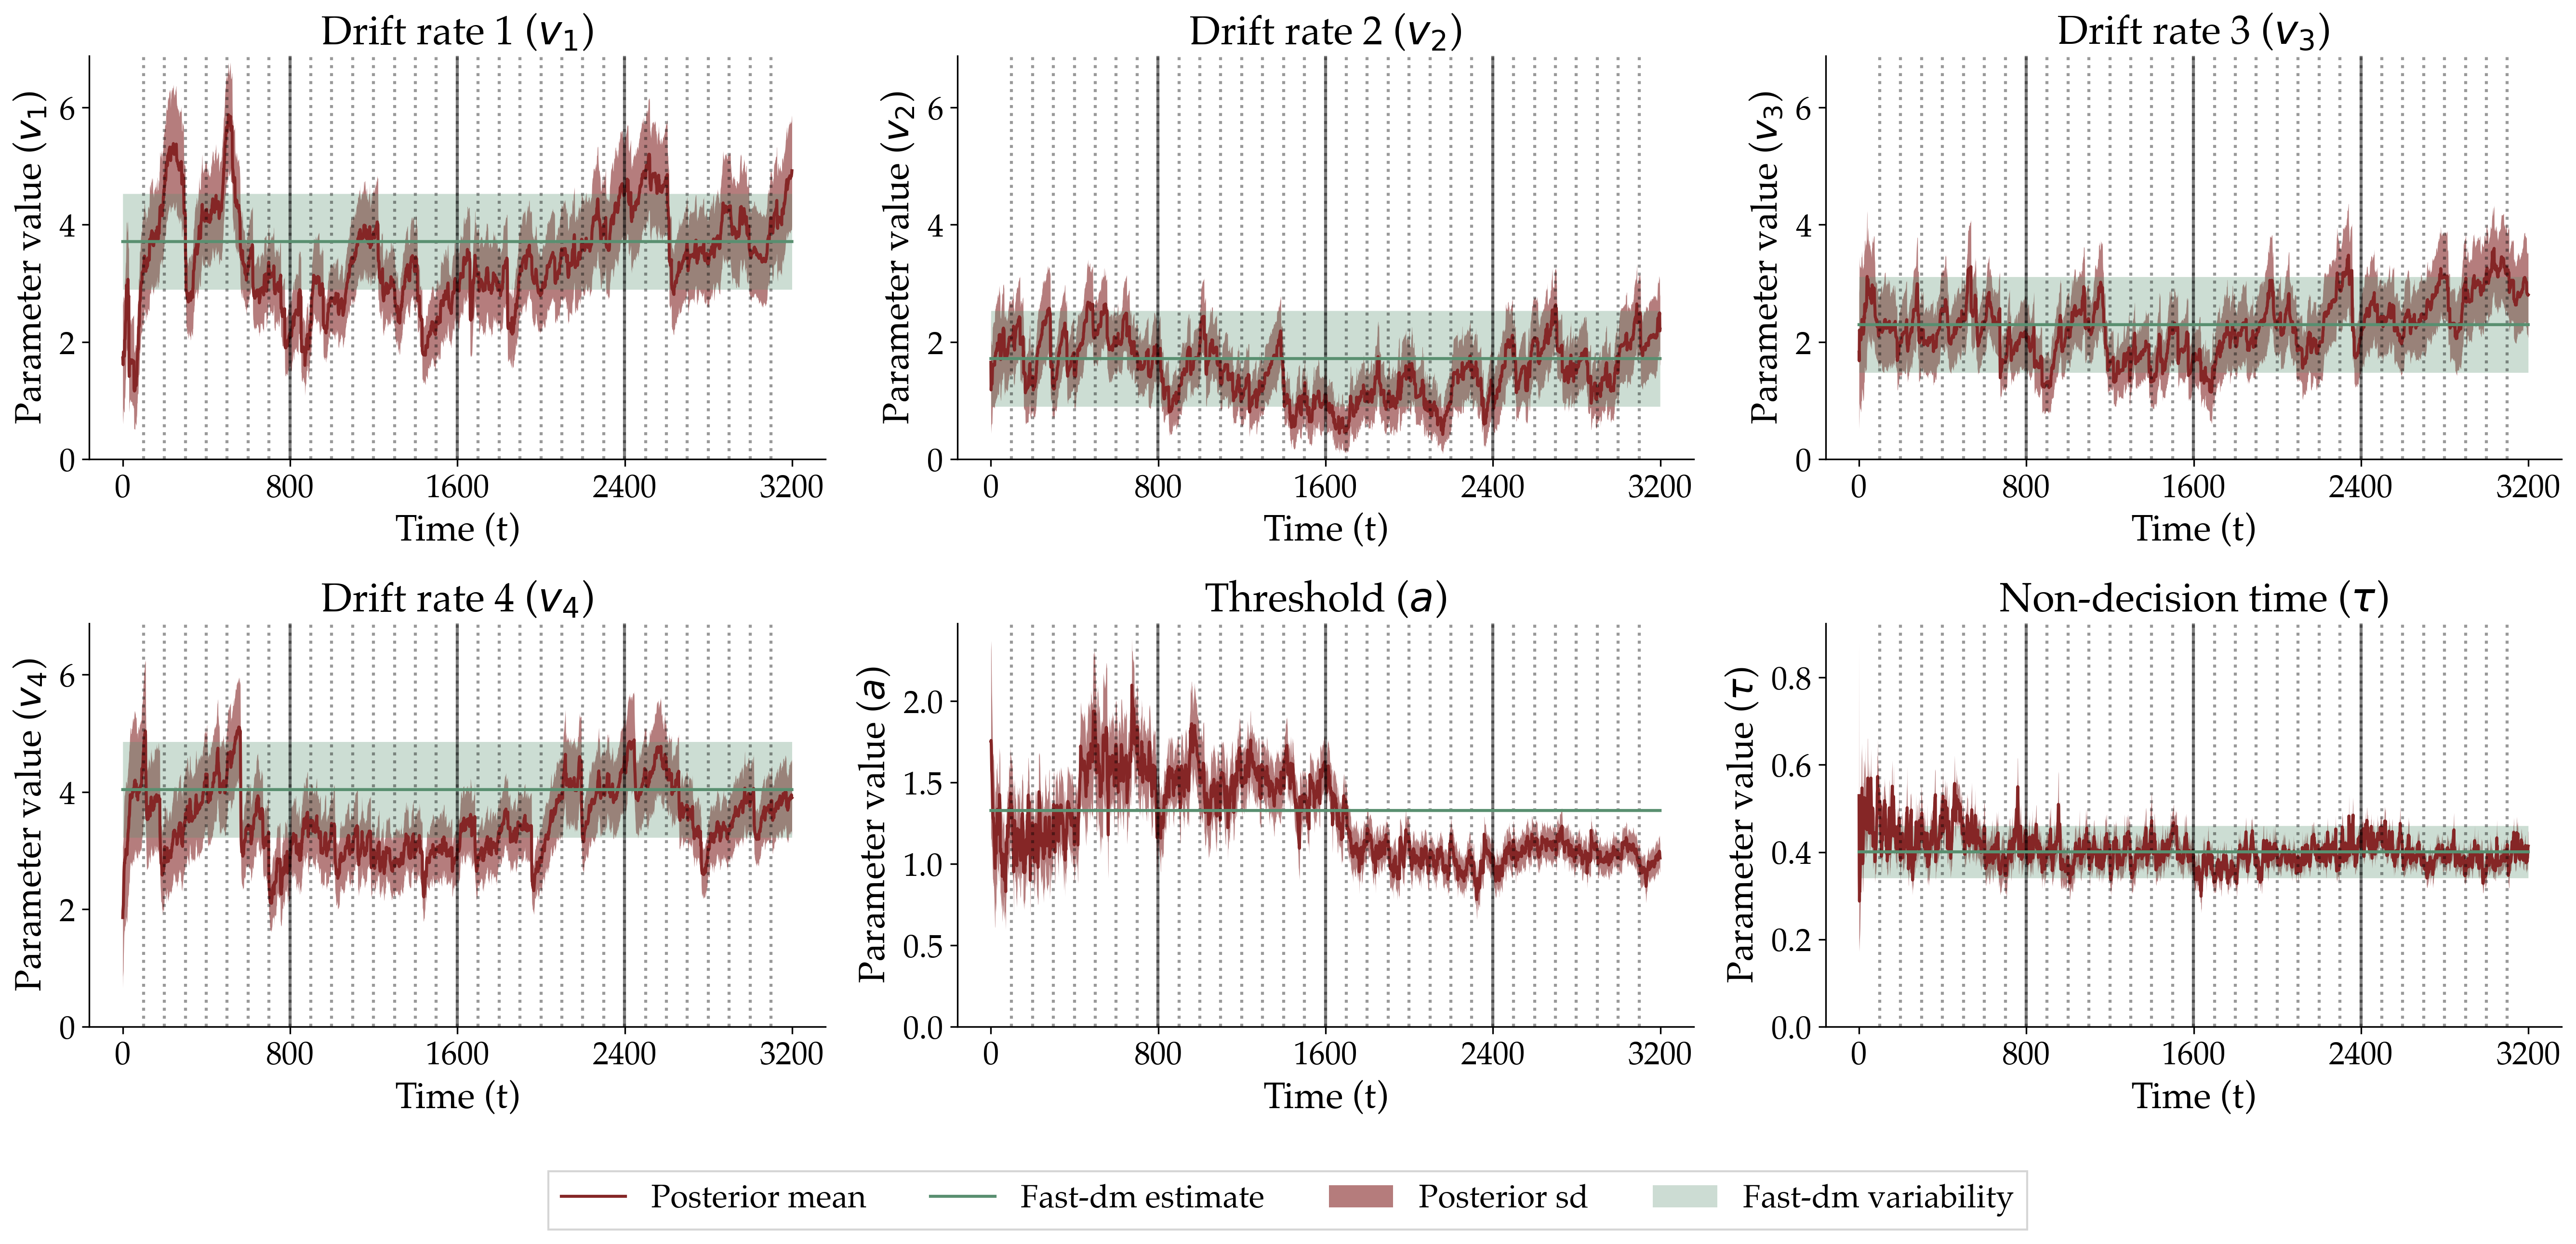 Drift rate 1 (v₁)
Drift rate 2 (v₂)
Drift rate 3 (v₃)
Parameter value (v₁)
6
4
2
0
0 800 1600 2400 3200
Time (t)
Parameter value (v₂)
6
4
2
0
0 800 1600 2400 3200
Time (t)
Parameter value (v₃)
6
4
2
0
0 800 1600 2400 3200
Time (t)
Drift rate 4 (v₄)
Threshold (a)
Non-decision time (τ)
Parameter value (v₄)
6
4
2
0
0 800 1600 2400 3200
Time (t)
Parameter value (a)
2.0
1.5
1.0
0.5
0.0
0 800 1600 2400 3200
Time (t)
Parameter value (τ)
0.8
0.6
0.4
0.2
0.0
0 800 1600 2400 3200
Time (t)
Posterior mean Fast-dm estimate Posterior sd Fast-dm variability